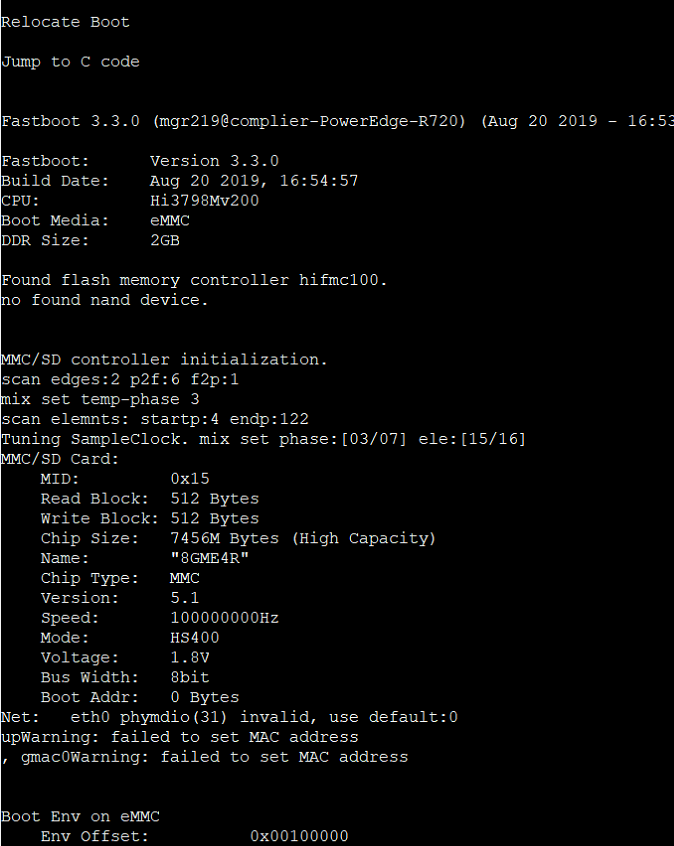 Relocate Boot
Jump to C code
Fastboot 3.3.0 (mgr219@complier-PowerEdge-R720) (Aug 20 2019 - 16:53
Fastboot:      Version 3.3.0
Build Date:    Aug 20 2019, 16:54:57
CPU:           Hi3798Mv200
Boot Media:    eMMC
DDR Size:      2GB
Found flash memory controller hifmc100.
no found nand device.
MMC/SD controller initialization.
scan edges:2 p2f:6 f2p:1
mix set temp-phase 3
scan elemnts: startp:4 endp:122
Tuning SampleClock. mix set phase:[03/07] ele:[15/16]
MMC/SD Card:
    MID:         0x15
    Read Block:  512 Bytes
    Write Block: 512 Bytes
    Chip Size:   7456M Bytes (High Capacity)
    Name:        "8GME4R"
    Chip Type:   MMC
    Version:     5.1
    Speed:       100000000Hz
    Mode:        HS400
    Voltage:     1.8V
    Bus Width:   8bit
    Boot Addr:   0 Bytes
Net:   eth0 phymdio(31) invalid, use default:0
upWarning: failed to set MAC address
, gmac0Warning: failed to set MAC address
Boot Env on eMMC
    Env Offset:          0x00100000